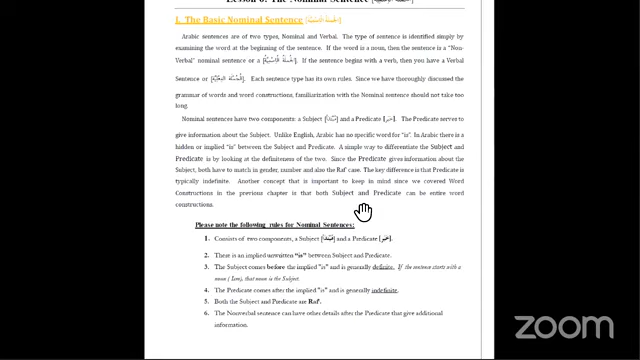 Lesson 6: The Nominal Sentence [الجُمْلَةُ الْاِسْمِيَّةُ]
I. The Basic Nominal Sentence [الجُمْلَةُ الْاِسْمِيَّةُ]
Arabic sentences are of two types, Nominal and Verbal. The type of sentence is identified simply by
examining the word at the beginning of the sentence. If the word is a noun, then the sentence is a "Non-
Verbal" nominal sentence or a [الجُمْلَةُ الْاِسْمِيَّةُ]. If the sentence begins with a verb, then you have a Verbal
Sentence or [الجُمْلَةُ الفِعْلِيَّةُ]. Each sentence type has its own rules. Since we have thoroughly discussed the
grammar of words and word constructions, familiarization with the Nominal sentence should not take too
long.
Nominal sentences have two components: a Subject [مُبْتَدَأ] and a Predicate [خَبَر]. The Predicate serves to
give information about the Subject. Unlike English, Arabic has no specific word for "is". In Arabic there is a
hidden or implied "is" between the Subject and Predicate. A simple way to differentiate the Subject and
Predicate is by looking at the definiteness of the two. Since the Predicate gives information about the
Subject, both have to match in gender, number and also the Raf' case. The key difference is that Predicate is
typically indefinite. Another concept that is important to keep in mind since we covered Word
Constructions in the previous chapter is that both Subject and Predicate can be entire word
constructions.
Please note the following rules for Nominal Sentences:
1. Consists of two components, a Subject [مُبْتَدَأ] and a Predicate [خَبَر].
2. There is an implied unwritten "is" between Subject and Predicate.
3. The Subject comes before the implied "is" and is generally definite. If the sentence starts with a
noun ( Ism), that noun is the Subject.
4. The Predicate comes after the implied "is" and is generally indefinite.
5. Both the Subject and Predicate are Raf'.
6. The Nonverbal sentence can have other details after the Predicate that give additional
information.
zoom